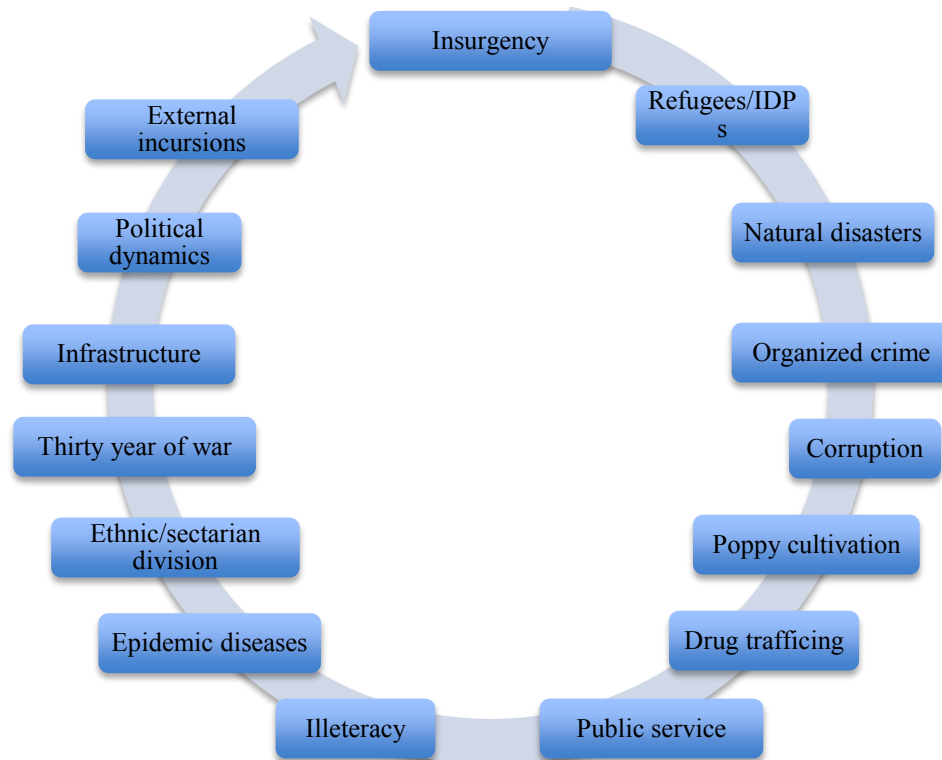 Insurgency
Refugees/IDP
s
Natural disasters
Organized crime
Corruption
Poppy cultivation
Drug trafficing
Public service
Illeteracy
Epidemic diseases
Ethnic/sectarian
division
Thirty year of war
Infrastructure
Political
dynamics
External
incursions